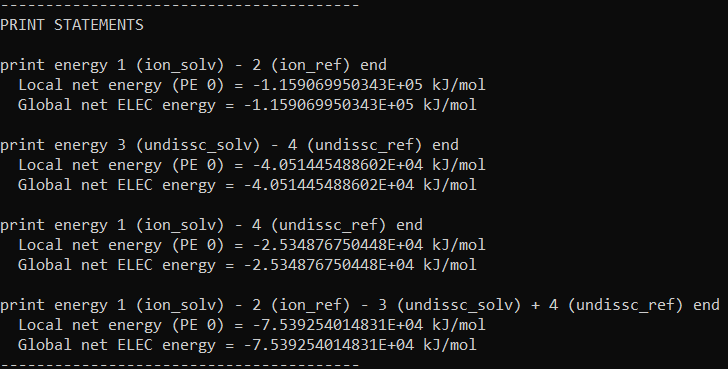 ----------------------------------------
PRINT STATEMENTS
print energy 1 (ion_solv) - 2 (ion_ref) end
Local net energy (PE 0) = -1.159069950343E+05 kJ/mol
Global net ELEC energy = -1.159069950343E+05 kJ/mol
print energy 3 (undissc_solv) - 4 (undissc_ref) end
Local net energy (PE 0) = -4.051445488602E+04 kJ/mol
Global net ELEC energy = -4.051445488602E+04 kJ/mol
print energy 1 (ion_solv) - 4 (undissc_ref) end
Local net energy (PE 0) = -2.534876750448E+04 kJ/mol
Global net ELEC energy = -2.534876750448E+04 kJ/mol
print energy 1 (ion_solv) - 2 (ion_ref) - 3 (undissc_solv) + 4 (undissc_ref) end
Local net energy (PE 0) = -7.539254014831E+04 kJ/mol
Global net ELEC energy = -7.539254014831E+04 kJ/mol
----------------------------------------